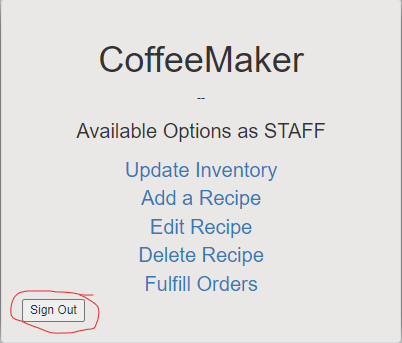 CoffeeMaker
--
Available Options as STAFF
Update Inventory
Add a Recipe
Edit Recipe
Delete Recipe
Fulfill Orders
Sign Out